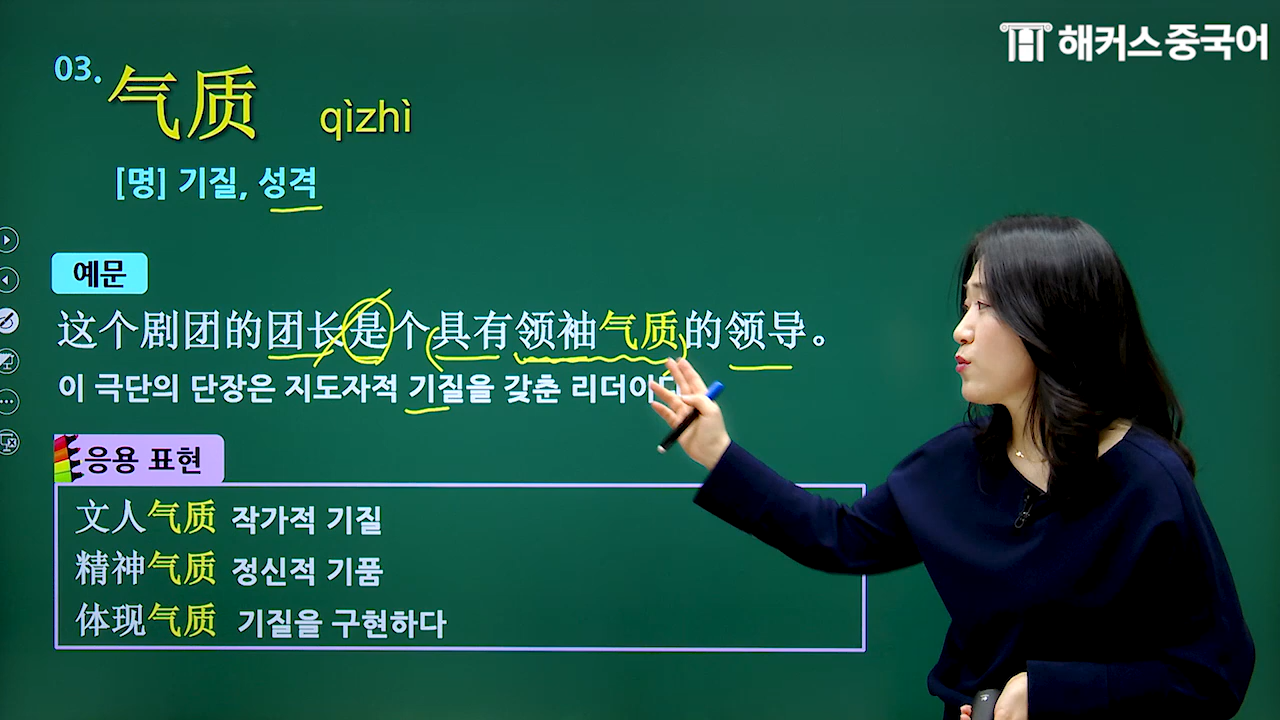 해커스중국어
03. 气质 qìzhì
[명] 기질, 성격
예문
这个剧团的团长是个具有领袖气质的领导。
이 극단의 단장은 지도자적 기질을 갖춘 리더이다
응용 표현
文人气质 작가적 기질
精神气质 정신적 기품
体现气质 기질을 구현하다